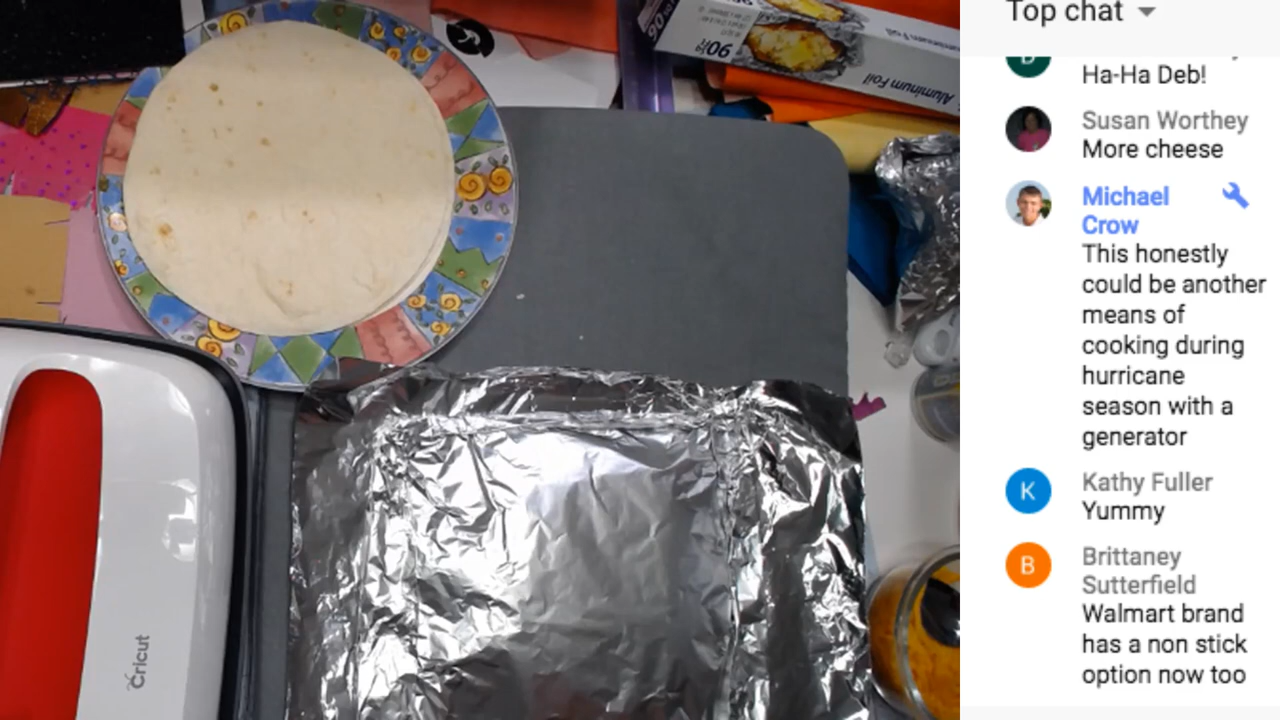 Top chat
Ha-Ha Deb!
Susan Worthey
More cheese
Michael
Crow
This honestly
could be another
means of
cooking during
hurricane
season with a
generator
K
Kathy Fuller
Yummy
B
Brittaney
Sutterfield
Walmart brand
has a non stick
option now too
Aluminum Foil
90
Cricut